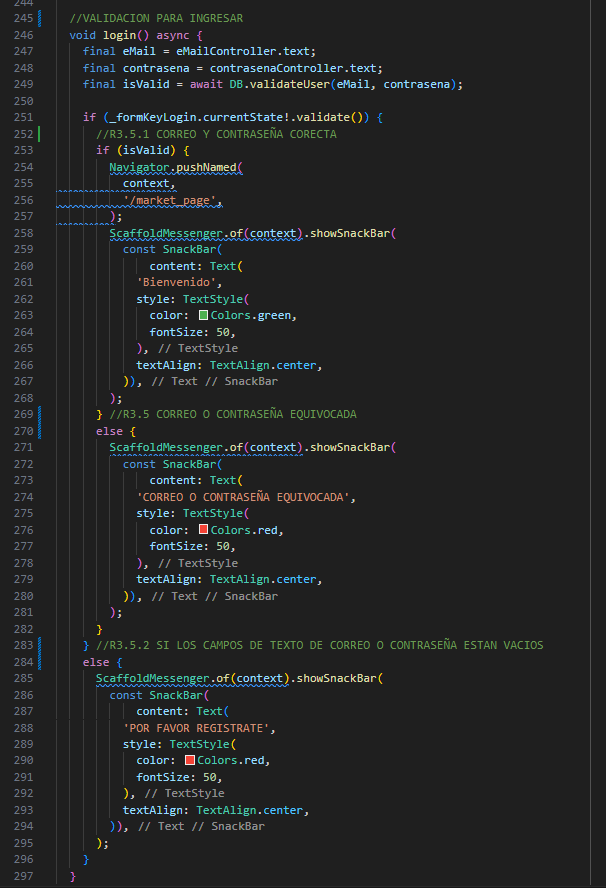 244
245 //VALIDACION PARA INGRESAR
246 void login() async {
247 final eMail = eMailController.text;
248 final contrasena = contrasenaController.text;
249 final isValid = await DB.validateUser(eMail, contrasena);
250
251 if (_formKeyLogin.currentState!.validate()) {
252 //R3.5.1 CORREO Y CONTRASEÑA CORECTA
253 if (isValid) {
254 Navigator.pushNamed(
255 context,
256 '/market_page',
257 );
258 ScaffoldMessenger.of(context).showSnackBar(
259 const SnackBar(
260 content: Text(
261 'Bienvenido',
262 style: TextStyle(
263 color: Colors.green,
264 fontSize: 50,
265 ), // TextStyle
266 textAlign: TextAlign.center,
267 )), // Text // SnackBar
268 );
269 } //R3.5 CORREO O CONTRASEÑA EQUIVOCADA
270 else {
271 ScaffoldMessenger.of(context).showSnackBar(
272 const SnackBar(
273 content: Text(
274 'CORREO O CONTRASEÑA EQUIVOCADA',
275 style: TextStyle(
276 color: Colors.red,
277 fontSize: 50,
278 ), // TextStyle
279 textAlign: TextAlign.center,
280 )), // Text // SnackBar
281 );
282 }
283 } //R3.5.2 SI LOS CAMPOS DE TEXTO DE CORREO O CONTRASEÑA ESTAN VACIOS
284 else {
285 ScaffoldMessenger.of(context).showSnackBar(
286 const SnackBar(
287 content: Text(
288 'POR FAVOR REGISTRATE',
289 style: TextStyle(
290 color: Colors.red,
291 fontSize: 50,
292 ), // TextStyle
293 textAlign: TextAlign.center,
294 )), // Text // SnackBar
295 );
296 }
297 }